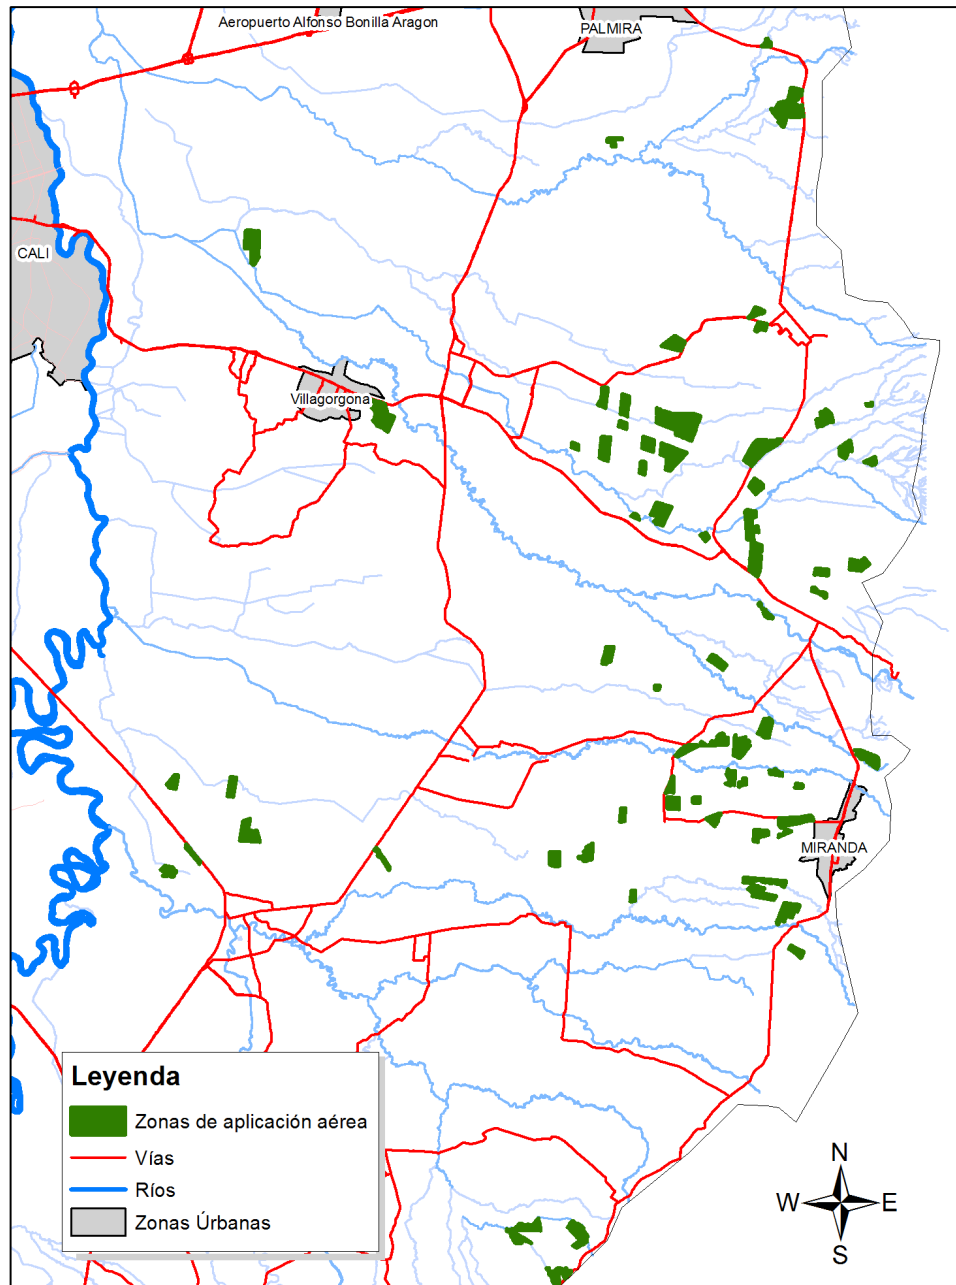 Aeropuerto Alfonso Bonilla Aragon
PALMIRA
CALI
Villagorgona
MIRANDA
Leyenda
Zonas de aplicación aérea
Vías
Ríos
Zonas Úrbanas
N
W
E
S